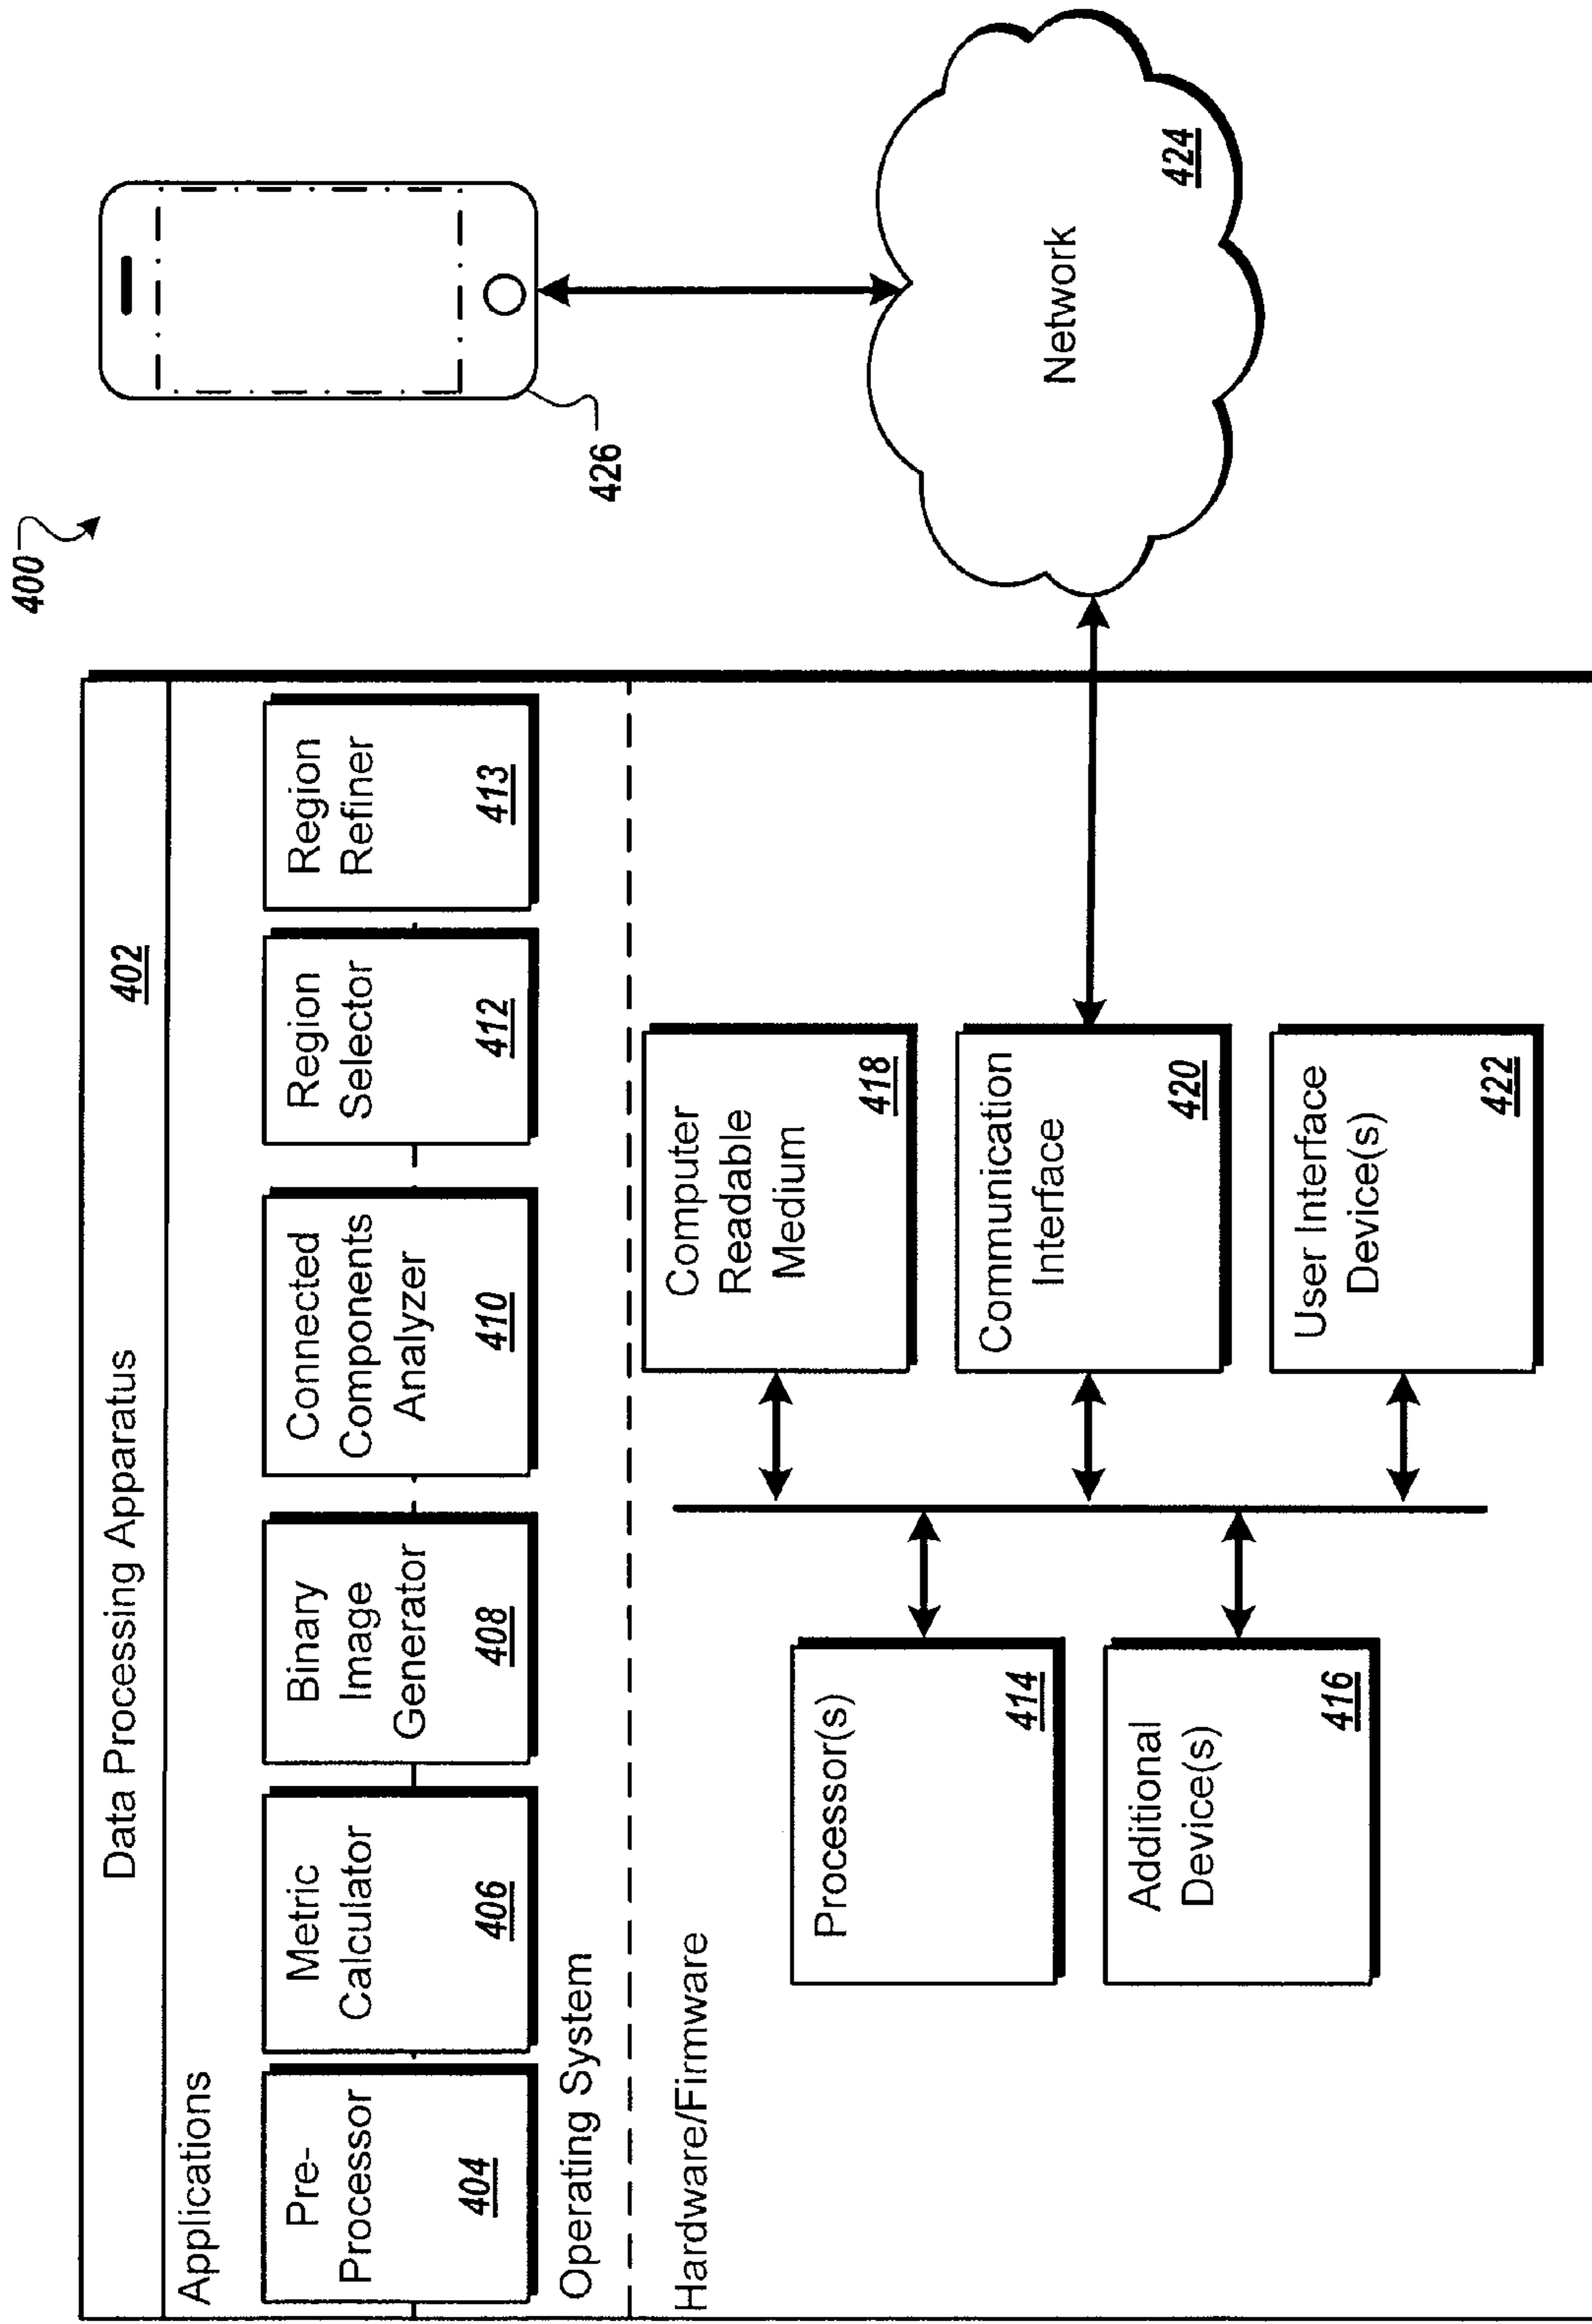 400
Data Processing Apparatus
402
Applications
Pre-
Processor
404
Metric
Calculator
406
Binary
Image
Generator
408
Connected
Components
Analyzer
410
Region
Selector
412
Region
Refiner
413
Operating System
Hardware/Firmware
Processor(s)
414
Additional
Device(s)
416
Computer
Readable
Medium
418
Communication
Interface
420
User Interface
Device(s)
422
426
Network
424